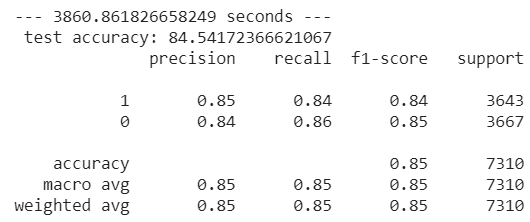 --- 3860.861826658249 seconds ---
test accuracy: 84.54172366621067
precision recall f1-score support
1 0.85 0.84 0.84 3643
0 0.84 0.86 0.85 3667
accuracy 0.85 7310
macro avg 0.85 0.85 0.85 7310
weighted avg 0.85 0.85 0.85 7310